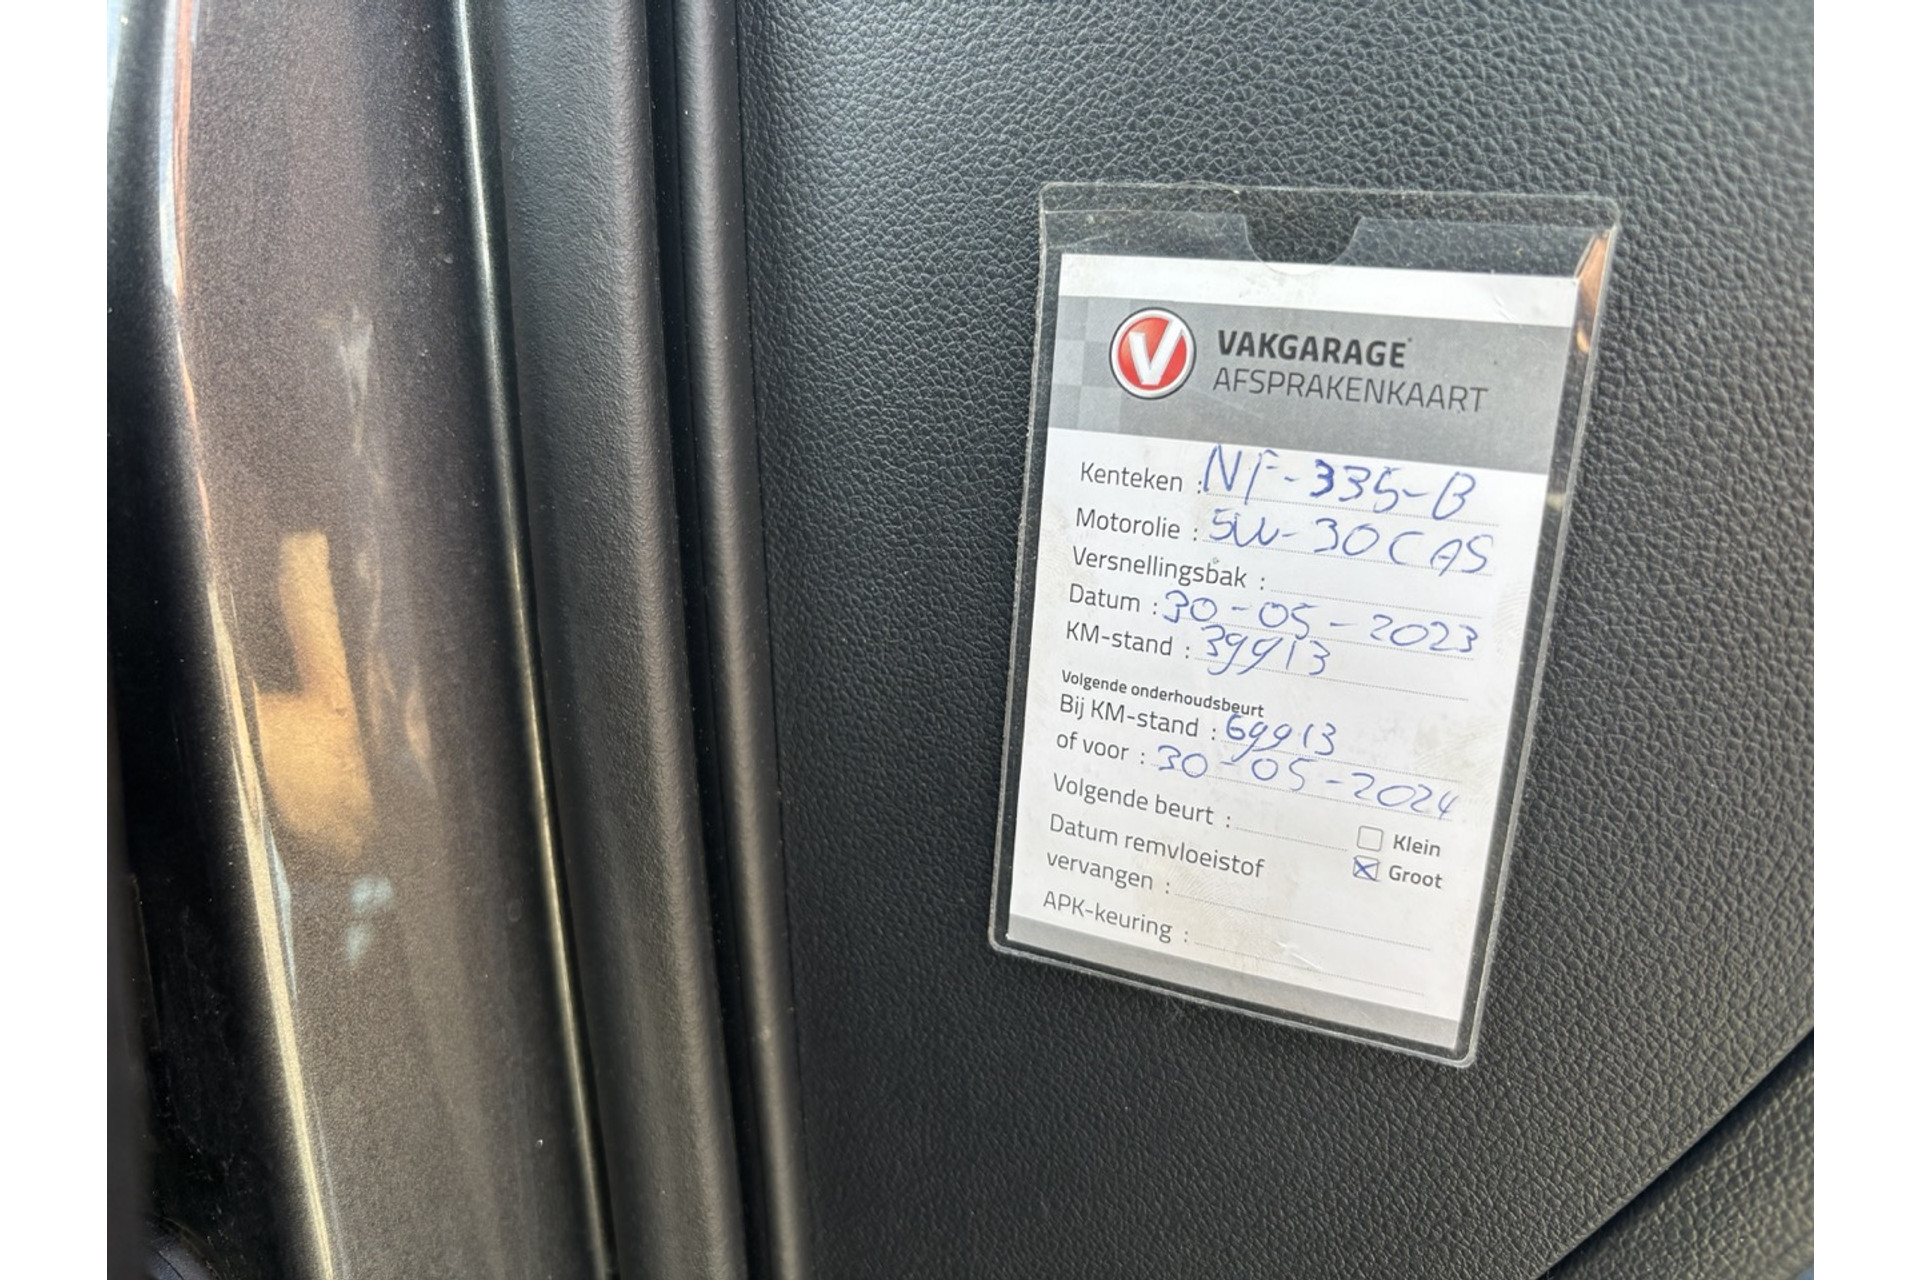 V VAKGARAGE
AFSPRAKENKAART
Kenteken : NF-335-B
Motorolie : 5W-30 CAS
Versnellingsbak :
Datum : 30-05-2023
KM-stand : 39913
Volgende onderhoudsbeurt
Bij KM-stand : 69913
of voor : 30-05-2024
Volgende beurt : Klein
Groot
Datum remvloeistof
vervangen :
APK-keuring :